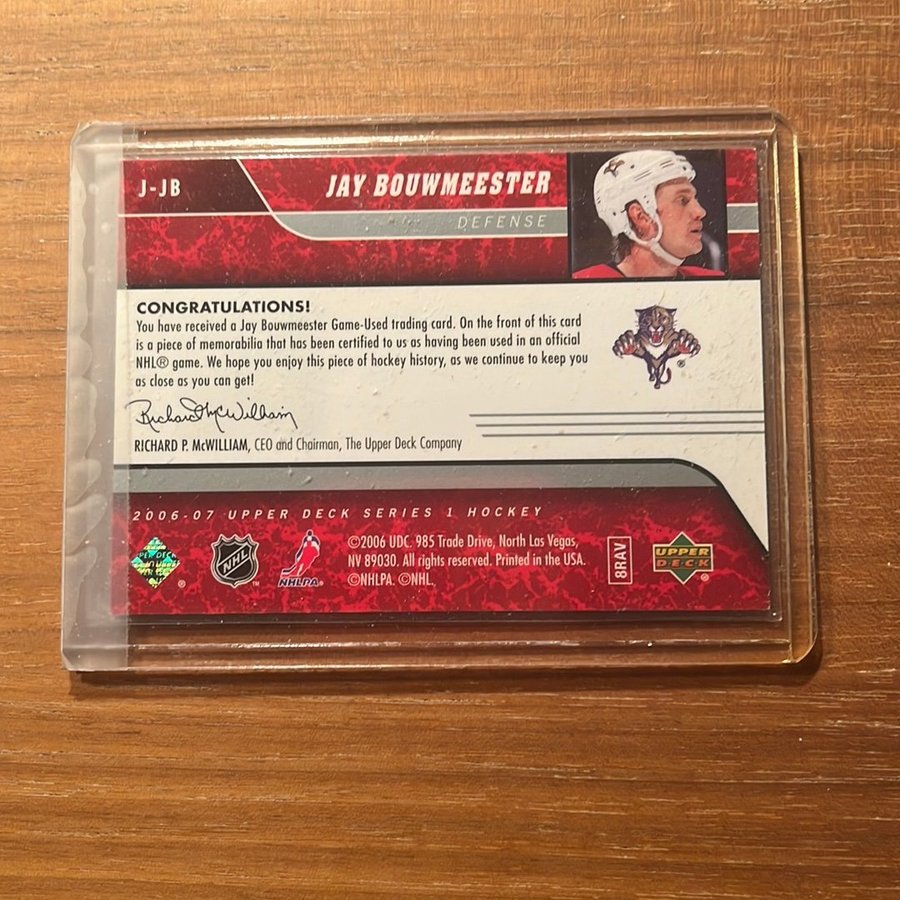 J-JB
JAY BOUWMEESTER
DEFENSE
CONGRATULATIONS!
You have received a Jay Bouwmeester Game-Used trading card. On the front of this card
is a piece of memorabilia that has been certified to us as having been used in an official
NHL® game. We hope you enjoy this piece of hockey history, as we continue to keep you
as close as you can get!
Richard McWilliam
RICHARD P. McWILLIAM, CEO and Chairman, The Upper Deck Company
®
2006-07 UPPER DECK SERIES 1 HOCKEY
®
NHL
™
NHLPA
®
©2006 UDC. 985 Trade Drive, North Las Vegas,
NV 89030. All rights reserved. Printed in the USA.
©NHLPA. ©NHL.
8RAV
UPPER
DECK
®